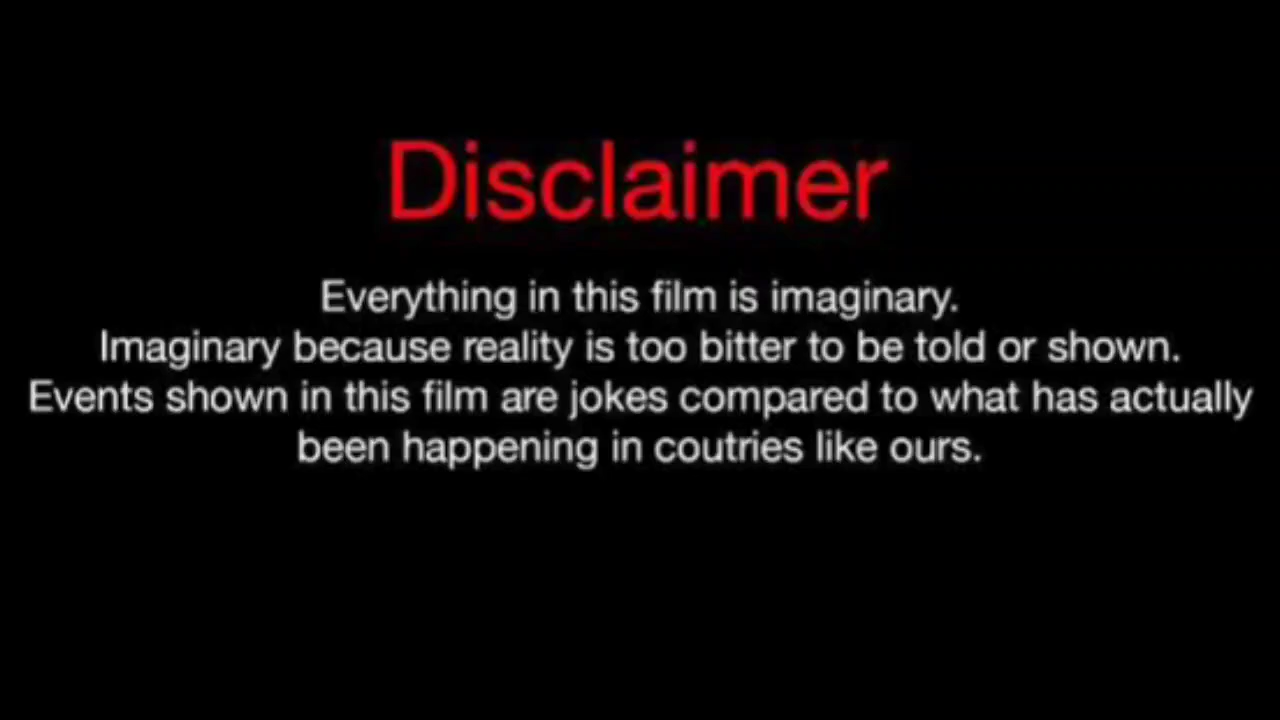 Disclaimer
Everything in this film is imaginary.
Imaginary because reality is too bitter to be told or shown.
Events shown in this film are jokes compared to what has actually
been happening in coutries like ours.